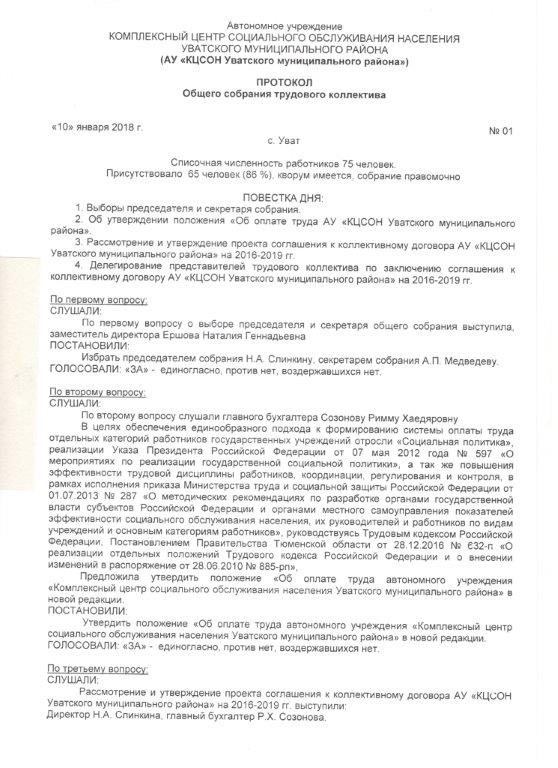 Автономное учреждение
КОМПЛЕКСНЫЙ ЦЕНТР СОЦИАЛЬНОГО ОБСЛУЖИВАНИЯ НАСЕЛЕНИЯ
УВАТСКОГО МУНИЦИПАЛЬНОГО РАЙОНА
(АУ «КЦСОН Уватского муниципального района»)
ПРОТОКОЛ
Общего собрания трудового коллектива
«10» января 2018 г.
№ 01
с. Уват
Списочная численность работников 75 человек.
Присутствовало 65 человек (86 %), кворум имеется, собрание правомочно
ПОВЕСТКА ДНЯ:
1. Выборы председателя и секретаря собрания.
2. Об утверждении положения «Об оплате труда АУ «КЦСОН Уватского муниципального
района».
3. Рассмотрение и утверждение проекта соглашения к коллективному договора АУ «КЦСОН
Уватского муниципального района» на 2016-2019 гг.
4. Делегирование представителей трудового коллектива по заключению соглашения к
коллективному договору АУ «КЦСОН Уватского муниципального района» на 2016-2019 гг.
По первому вопросу:
СЛУШАЛИ:
По первому вопросу о выборе председателя и секретаря общего собрания выступила,
заместитель директора Ершова Наталия Геннадьевна
ПОСТАНОВИЛИ:
Избрать председателем собрания Н.А. Слинкину, секретарем собрания А.П. Медведеву.
ГОЛОСОВАЛИ: «ЗА» - единогласно, против нет, воздержавшихся нет.
По второму вопросу:
СЛУШАЛИ:
По второму вопросу слушали главного бухгалтера Созонову Римму Хаедяровну
В целях обеспечения единообразного подхода к формированию системы оплаты труда
отдельных категорий работников государственных учреждений отросли «Социальная политика»,
реализации Указа Президента Российской Федерации от 07 мая 2012 года № 597 «О
мероприятиях по реализации государственной социальной политики», а так же повышения
эффективности трудовой дисциплины работников, координации, регулирования и контроля, в
рамках исполнения приказа Министерства труда и социальной защиты Российской Федерации от
01.07.2013 № 287 «О методических рекомендациях по разработке органами государственной
власти субъектов Российской Федерации и органами местного самоуправления показателей
эффективности социального обслуживания населения, их руководителей и работников по видам
учреждений и основным категориям работников», руководствуясь Трудовым кодексом Российской
Федерации. Постановлением Правительства Тюменской области от 28.12.2016 № 632-п «О
реализации отдельных положений Трудового кодекса Российской Федерации и о внесении
изменений в распоряжение от 28.06.2010 № 885-рп»,
Предложила утвердить положение «Об оплате труда автономного учреждения
«Комплексный центр социального обслуживания населения Уватского муниципального района» в
новой редакции.
ПОСТАНОВИЛИ:
Утвердить положение «Об оплате труда автономного учреждения «Комплексный центр
социального обслуживания населения Уватского муниципального района» в новой редакции.
ГОЛОСОВАЛИ: «ЗА» - единогласно, против нет, воздержавшихся нет.
По третьему вопросу:
СЛУШАЛИ:
Рассмотрение и утверждение проекта соглашения к коллективному договора АУ «КЦСОН
Уватского муниципального района» на 2016-2019 гг. выступили:
Директор Н.А. Слинкина, главный бухгалтер Р.Х. Созонова.